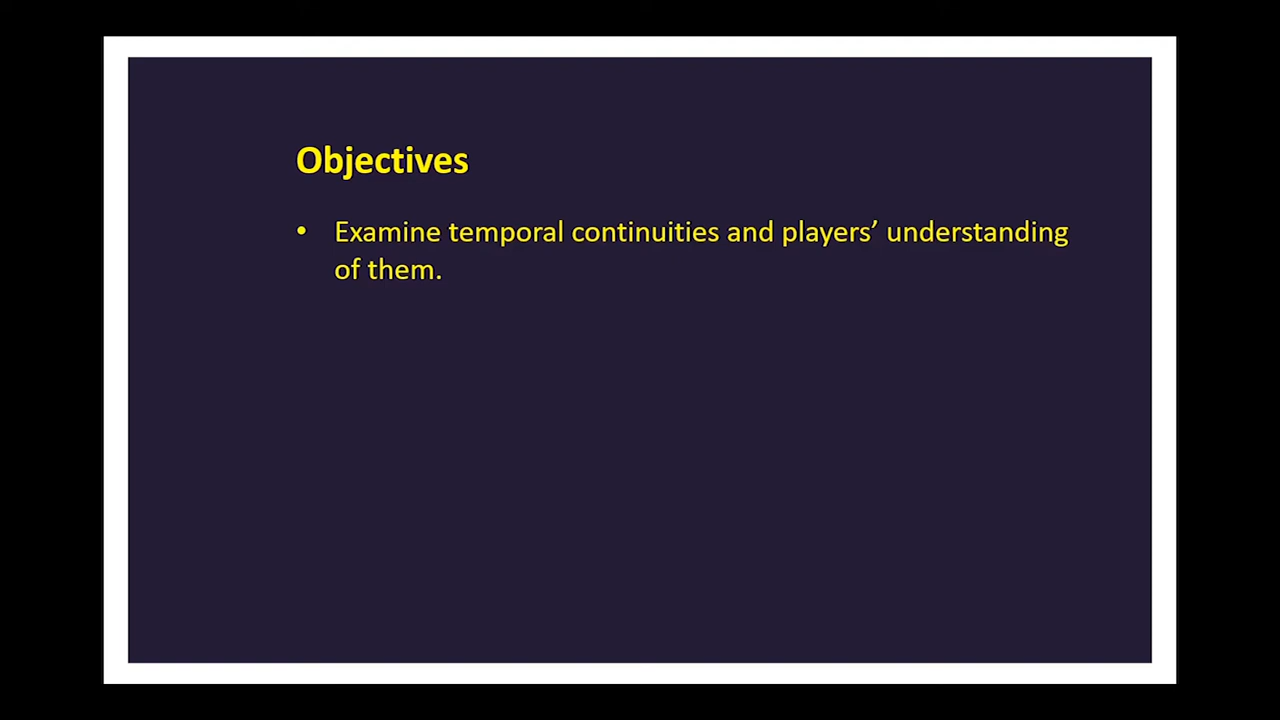 Objectives
• Examine temporal continuities and players’ understanding
of them.